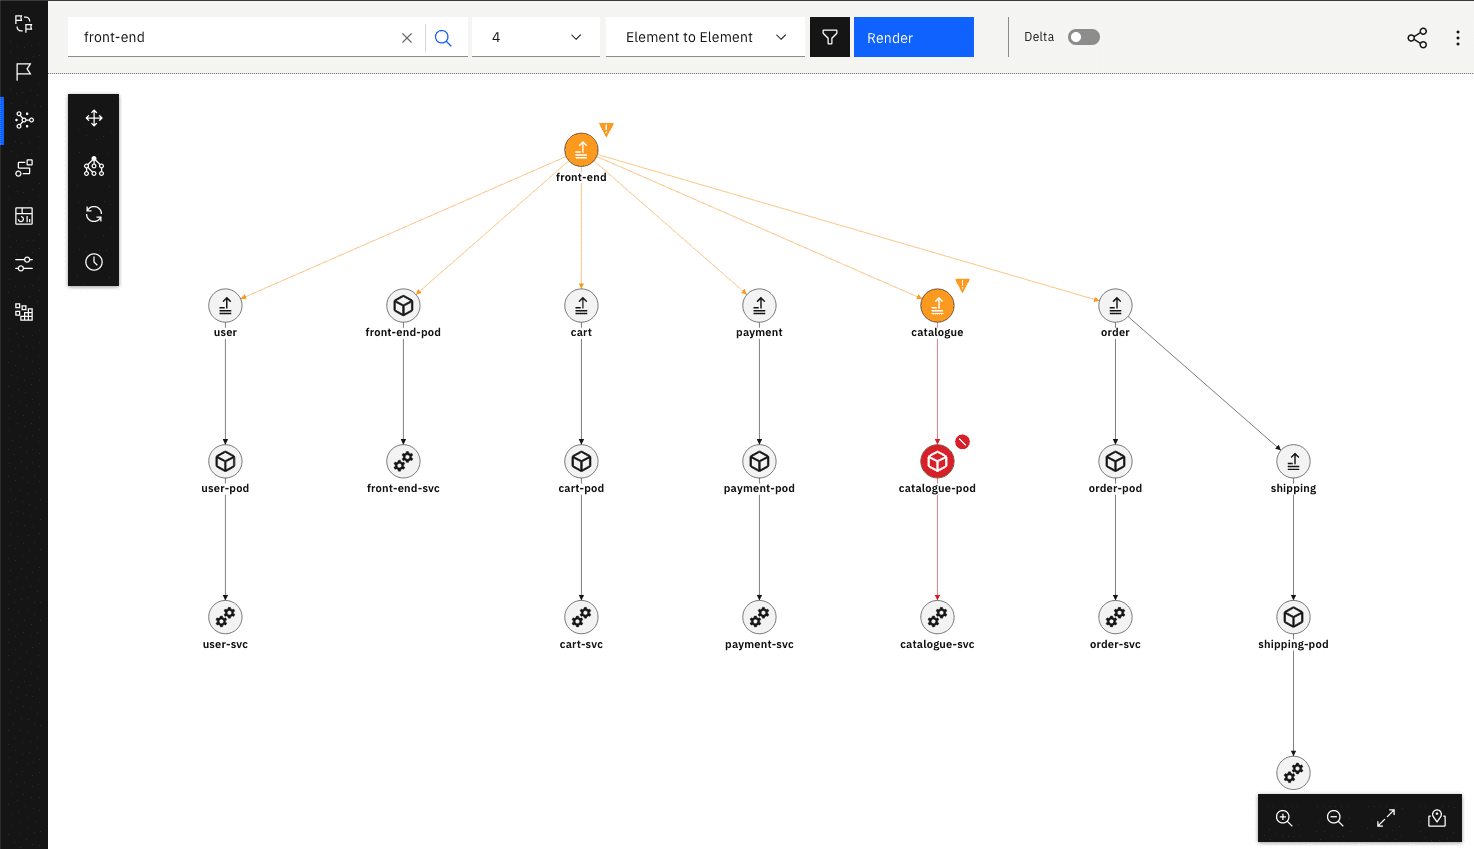 front-end
4
Element to Element
Render
Delta
front-end
user
front-end-pod
cart
payment
catalogue
order
user-pod
front-end-svc
cart-pod
payment-pod
catalogue-pod
order-pod
shipping
user-svc
cart-svc
payment-svc
catalogue-svc
order-svc
shipping-pod